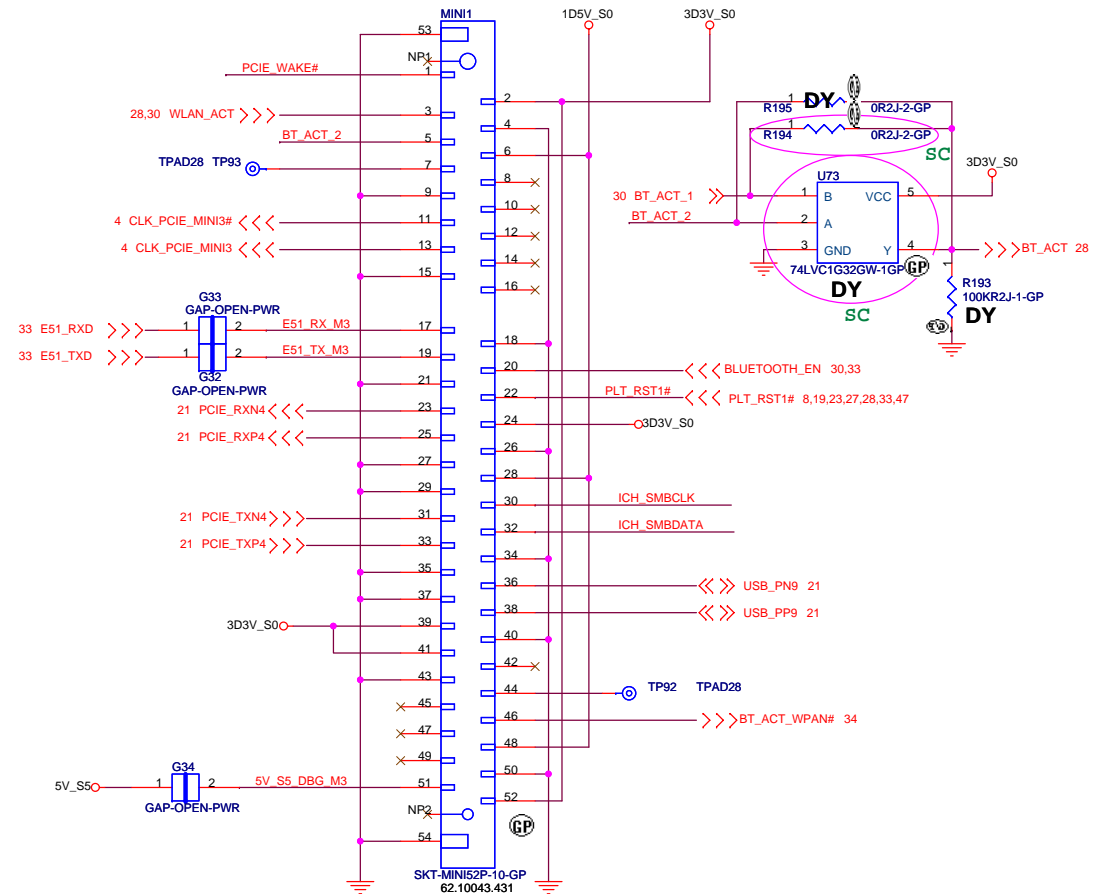 MINI1
1D5V_S0
3D3V_S0
53
NP1
PCIE_WAKE#
1
2
28,30 WLAN_ACT
3
4
BT_ACT_2
5
6
TPAD28 TP93
7
8
9
10
4 CLK_PCIE_MINI3#
11
12
4 CLK_PCIE_MINI3
13
14
15
16
G33
GAP-OPEN-PWR
33 E51_RXD
1
2
E51_RX_M3
17
18
33 E51_TXD
1
2
E51_TX_M3
19
20
BLUETOOTH_EN 30,33
G32
GAP-OPEN-PWR
21
22
PLT_RST1#
PLT_RST1# 8,19,23,27,28,33,47
21 PCIE_RXN4
23
24
3D3V_S0
21 PCIE_RXP4
25
26
27
28
29
30
ICH_SMBCLK
21 PCIE_TXN4
31
32
ICH_SMBDATA
21 PCIE_TXP4
33
34
35
36
USB_PN9 21
37
38
USB_PP9 21
3D3V_S0
39
40
41
42
43
44
TP92 TPAD28
45
46
BT_ACT_WPAN# 34
47
48
49
50
G34
5V_S5
1
2
5V_S5_DBG_M3
51
52
GAP-OPEN-PWR
NP2
GP
54
SKT-MINI52P-10-GP
62.10043.431
1
DY
R195
0R2J-2-GP
1
R194
0R2J-2-GP
SC
3D3V_S0
U73
30 BT_ACT_1
1
B
VCC
5
BT_ACT_2
2
A
3
GND
Y
4
BT_ACT 28
74LVC1G32GW-1GP
GP
DY
SC
1
R193
100KR2J-1-GP
DY